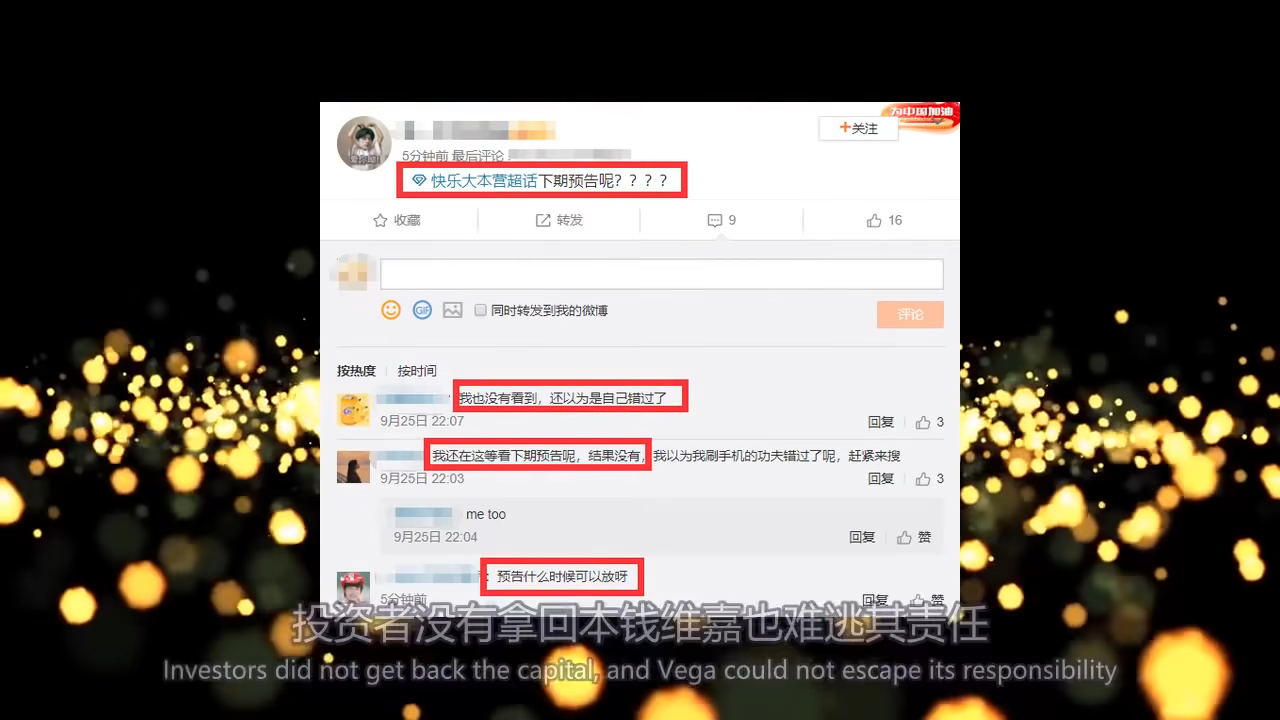 为中国加油
+关注
5分钟前 最后评论
快乐大本营超话下期预告呢？？？？
收藏
转发
9
16
GIF
同时转发到我的微博
评论
按热度 按时间
我也没有看到，还以为是自己错过了
9月25日 22:07
回复 3
我还在这等看下期预告呢，结果没有，我以为我刷手机的功夫错过了呢，赶紧来搜
9月25日 22:03
回复 3
me too
9月25日 22:04
回复 赞
：预告什么时候可以放呀
5分钟前
回复 赞
投资者没有拿回本钱维嘉也难逃其责任
Investors did not get back the capital, and Vega could not escape its responsibility